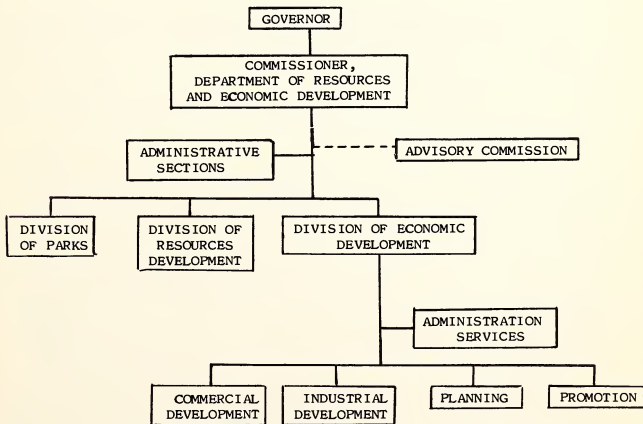 GOVERNOR
COMMISSIONER,
DEPARTMENT OF RESOURCES
AND ECONOMIC DEVELOPMENT
ADMINISTRATIVE
SECTIONS
ADVISORY COMMISSION
DIVISION
OF PARKS
DIVISION OF
RESOURCES
DEVELOPMENT
DIVISION OF ECONOMIC
DEVELOPMENT
ADMINISTRATION
SERVICES
COMMERCIAL
DEVELOPMENT
INDUSTRIAL
DEVELOPMENT
PLANNING
PROMOTION